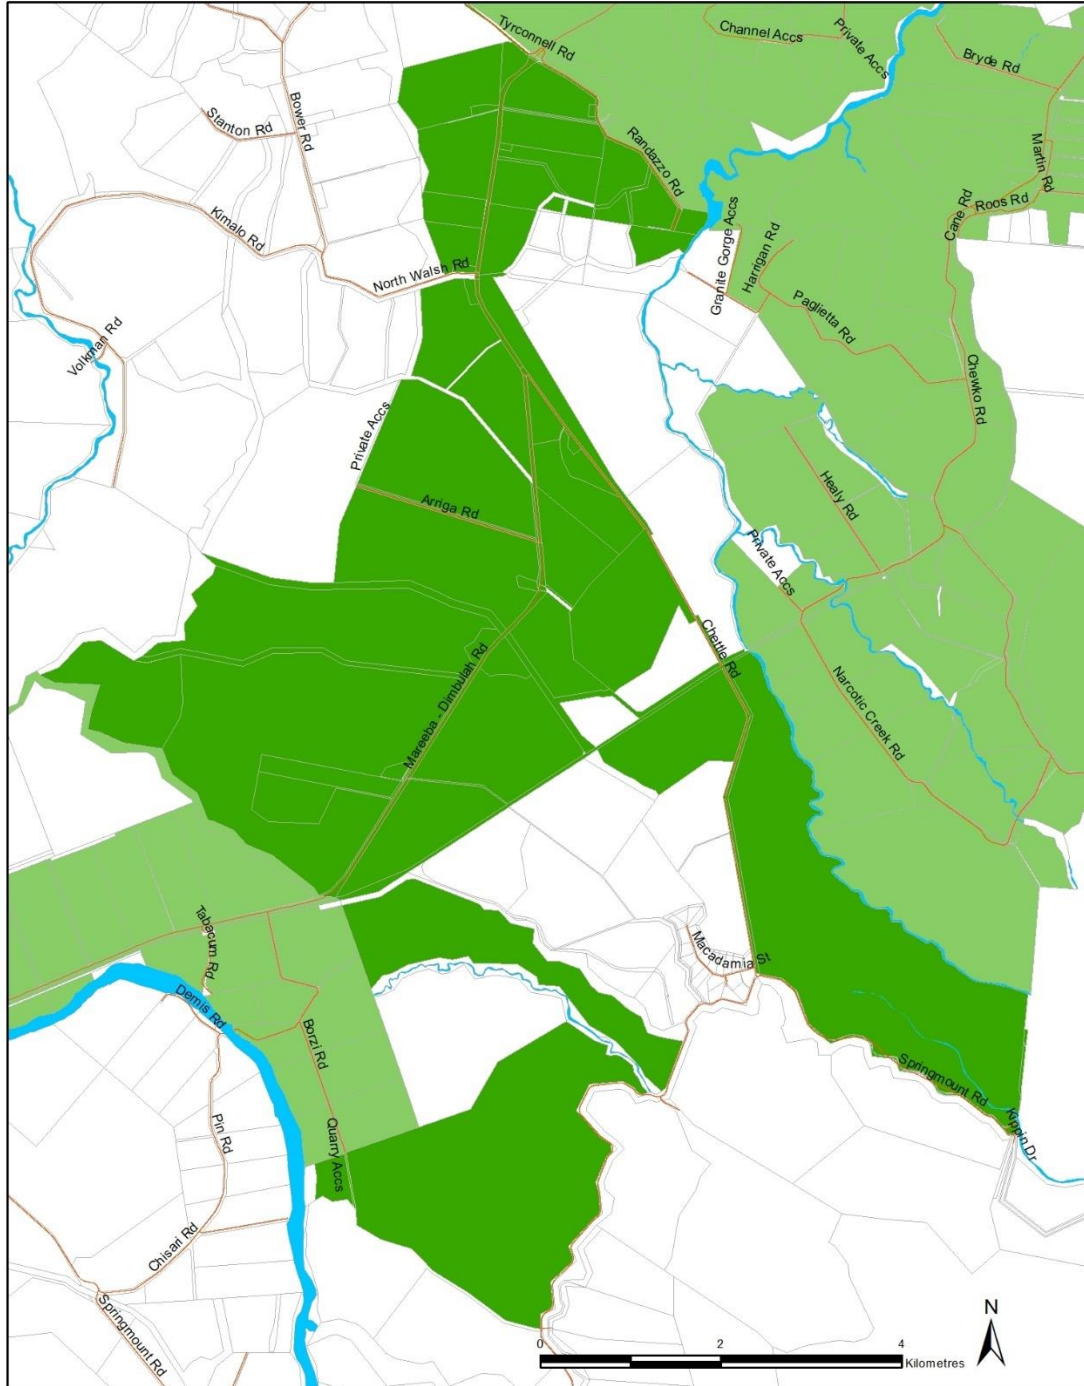 Tyrconnell Rd
Channel Accs
Private Accs
Bryde Rd
Stanton Rd
Bower Rd
Randazzo Rd
Martin Rd
Roos Rd
Cane Rd
Kimalo Rd
North Walsh Rd
Granite Gorge Accs
Harrigan Rd
Paglietta Rd
Volkman Rd
Chewko Rd
Private Accs
Arriga Rd
Healy Rd
Private Accs
Chettle Rd
Mareeba - Dimbulah Rd
Narcotic Creek Rd
Tabacum Rd
Macadamia St
Demis Rd
Borzi Rd
Springmount Rd
Pin Rd
Quarry Accs
Kippin Dr
Chisari Rd
Springmount Rd
N
0 2 4
Kilometres